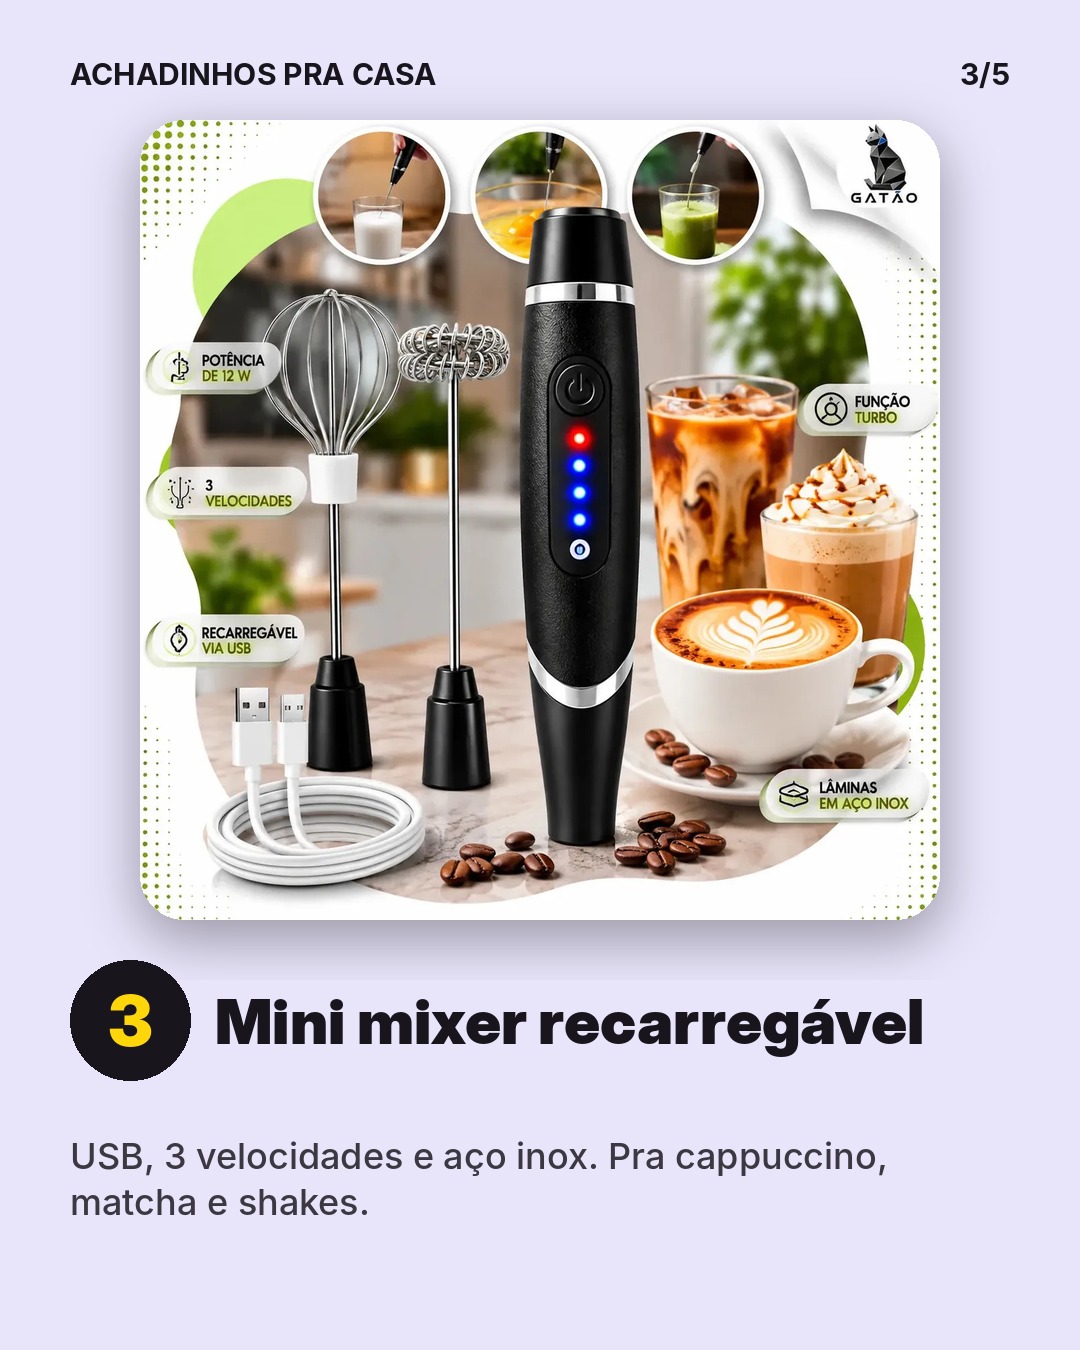 ACHADINHOS PRA CASA
3/5
GATÃO
POTÊNCIA
DE 12 W
FUNÇÃO
TURBO
3
VELOCIDADES
RECARREGÁVEL
VIA USB
LÂMINAS
EM AÇO INOX
3
Mini mixer recarregável
USB, 3 velocidades e aço inox. Pra cappuccino,
matcha e shakes.